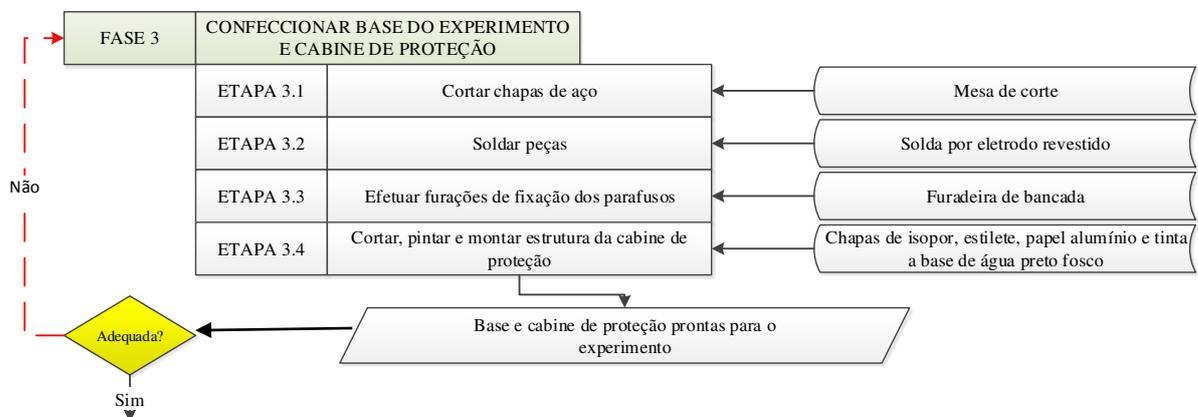 FASE 3
CONFECCIONAR BASE DO EXPERIMENTO
E CABINE DE PROTEÇÃO
ETAPA 3.1
Cortar chapas de aço
Mesa de corte
ETAPA 3.2
Soldar peças
Solda por eletrodo revestido
Não
ETAPA 3.3
Efetuar furações de fixação dos parafusos
Furadeira de bancada
ETAPA 3.4
Cortar, pintar e montar estrutura da cabine de
proteção
Chapas de isopor, estilete, papel alumínio e tinta
a base de água preto fosco
Base e cabine de proteção prontas para o
experimento
Adequada?
Sim